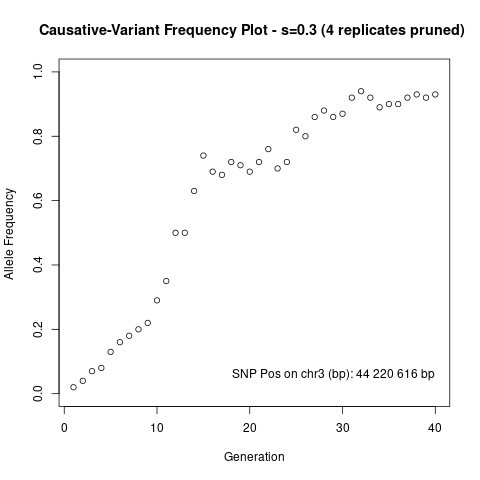 Causative-Variant Frequency Plot - s=0.3 (4 replicates pruned)
Allele Frequency
1.0
0.8
0.6
0.4
0.2
0.0
SNP Pos on chr3 (bp): 44 220 616 bp
0 10 20 30 40
Generation